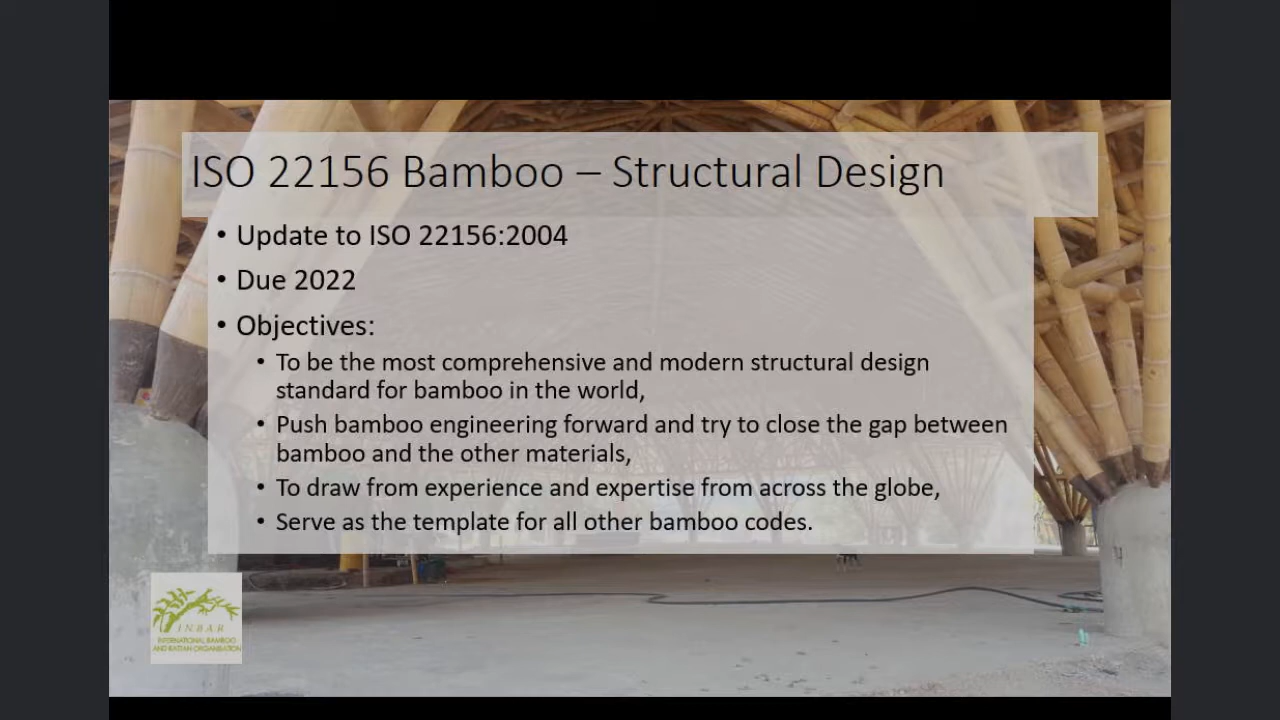 ISO 22156 Bamboo – Structural Design
• Update to ISO 22156:2004
• Due 2022
• Objectives:
• To be the most comprehensive and modern structural design
standard for bamboo in the world,
• Push bamboo engineering forward and try to close the gap between
bamboo and the other materials,
• To draw from experience and expertise from across the globe,
• Serve as the template for all other bamboo codes.
INBAR
INTERNATIONAL BAMBOO
AND RATTAN ORGANISATION